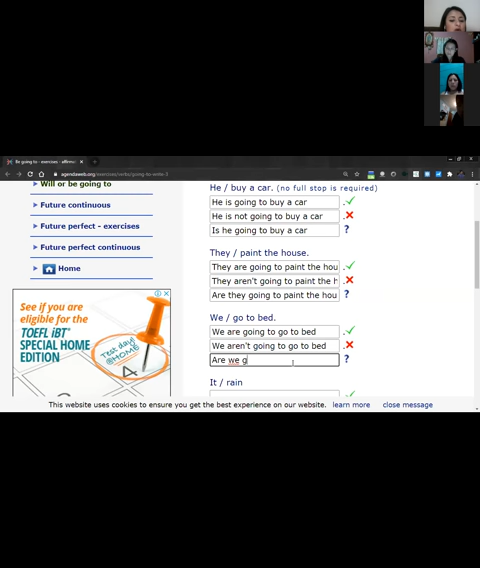 Be going to - exercises - affirm
agendaweb.org/exercises/verbs/going-to-write-3
Will or be going to
Future continuous
Future perfect - exercises
Future perfect continuous
Home
See if you are
eligible for the
TOEFL iBT®
SPECIAL HOME
EDITION
Test day!
@HOME
4
He / buy a car. (no full stop is required)
He is going to buy a car
He is not going to buy a car
Is he going to buy a car
?
They / paint the house.
They are going to paint the hou
They aren't going to paint the h
Are they going to paint the hou
?
We / go to bed.
We are going to go to bed
We aren't going to go to bed
Are we g
?
It / rain
This website uses cookies to ensure you get the best experience on our website. learn more close message